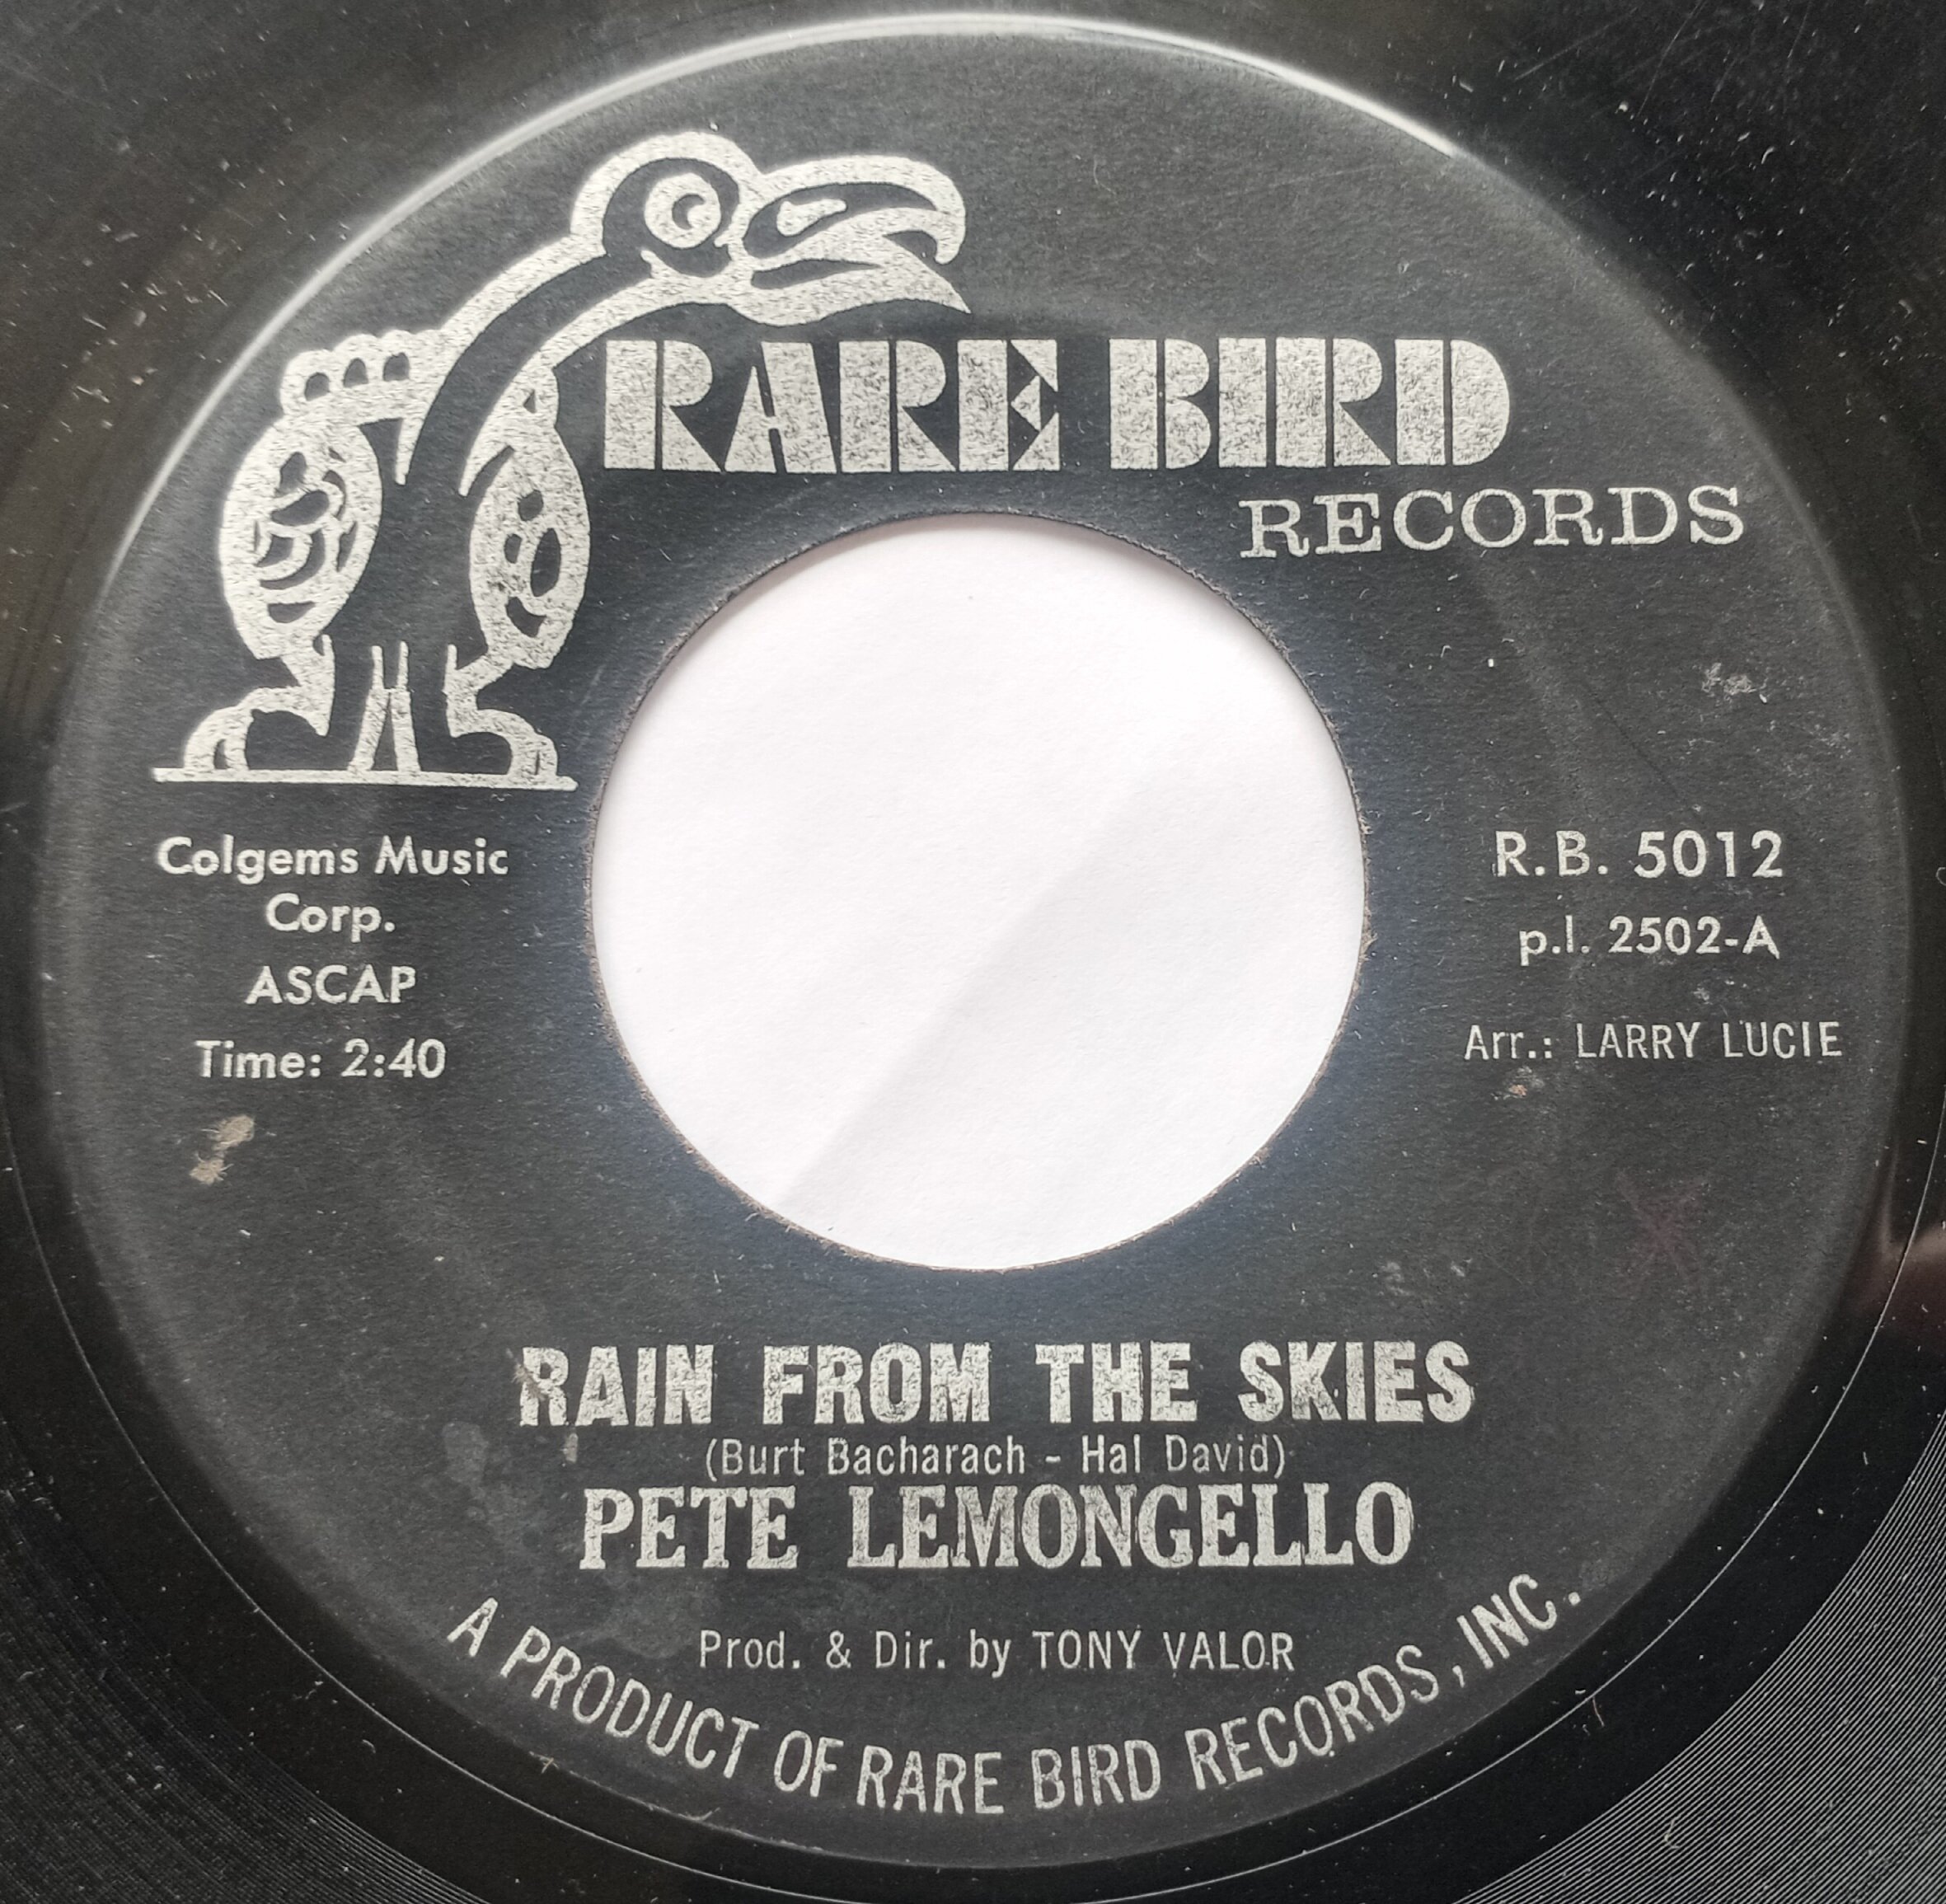 RARE BIRD
RECORDS
Colgems Music
Corp.
ASCAP
Time: 2:40
R.B. 5012
p.l. 2502-A
Arr.: LARRY LUCIE
RAIN FROM THE SKIES
(Burt Bacharach - Hal David)
PETE LEMONGELLO
Prod. & Dir. by TONY VALOR
A PRODUCT OF RARE BIRD RECORDS, INC.